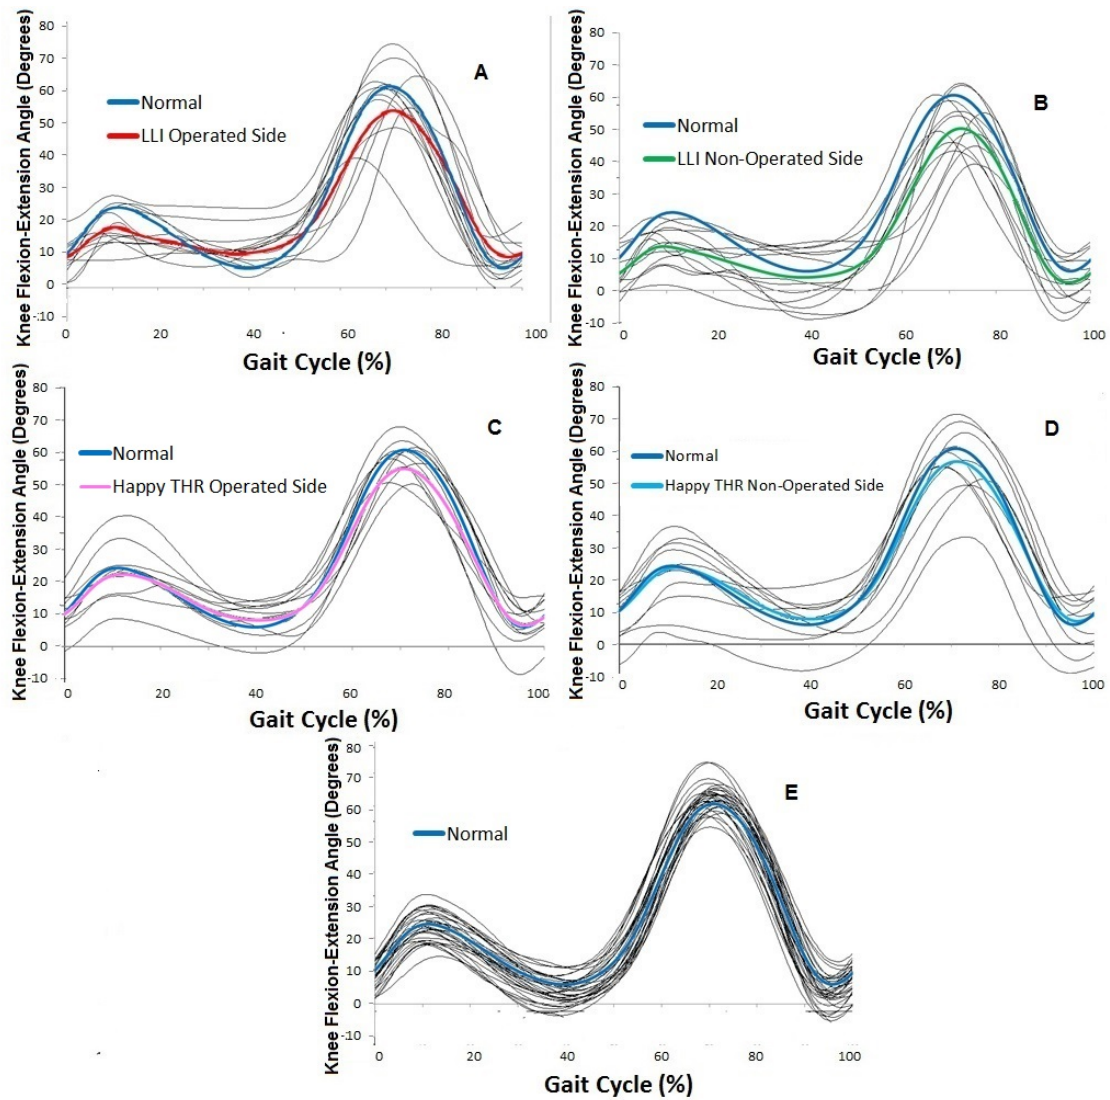 Knee Flexion-Extension Angle (Degrees)
80
70
60
50
40
30
20
10
0
-10
A
Normal
LLI Operated Side
0 20 40 60 80 100
Gait Cycle (%)
Knee Flexion-Extension Angle (Degrees)
80
70
60
50
40
30
20
10
0
-10
B
Normal
LLI Non-Operated Side
0 20 40 60 80 100
Gait Cycle (%)
Knee Flexion-Extension Angle (Degrees)
80
70
60
50
40
30
20
10
0
-10
C
Normal
Happy THR Operated Side
0 20 40 60 80 100
Gait Cycle (%)
Knee Flexion-Extension Angle (Degrees)
80
70
60
50
40
30
20
10
0
-10
D
Normal
Happy THR Non-Operated Side
0 20 40 60 80 100
Gait Cycle (%)
Knee Flexion-Extension Angle (Degrees)
80
70
60
50
40
30
20
10
0
-10
E
Normal
0 20 40 60 80 100
Gait Cycle (%)